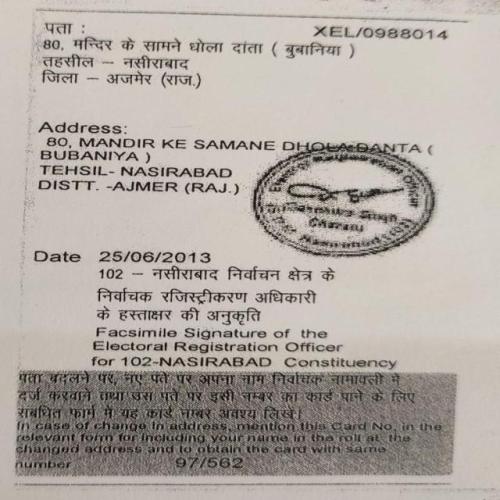 पता :
XEL/0988014
80, मन्दिर के सामने धोला दांता ( बुबानिया )
तहसील – नसीराबाद
जिला – अजमेर (राज.)
Address:
80, MANDIR KE SAMANE DHOLA DANTA (
BUBANIYA )
TEHSIL- NASIRABAD
DISTT. -AJMER (RAJ.)
Date 25/06/2013
102 – नसीराबाद निर्वाचन क्षेत्र के
निर्वाचक रजिस्ट्रीकरण अधिकारी
के हस्ताक्षर की अनुकृति
Facsimile Signature of the
Electoral Registration Officer
for 102-NASIRABAD Constituency
पता बदलने पर, नए पते पर अपना नाम निर्वाचक नामावली में
दर्ज करवाने तथा उस पते पर इसी नम्बर का कार्ड पाने के लिए
संबंधित फार्म में यह कार्ड नम्बर अवश्य लिखें।
In case of change in address, mention this Card No, in the
relevant form for including your name in the roll at the
changed address and to obtain the card with same
number 97/562